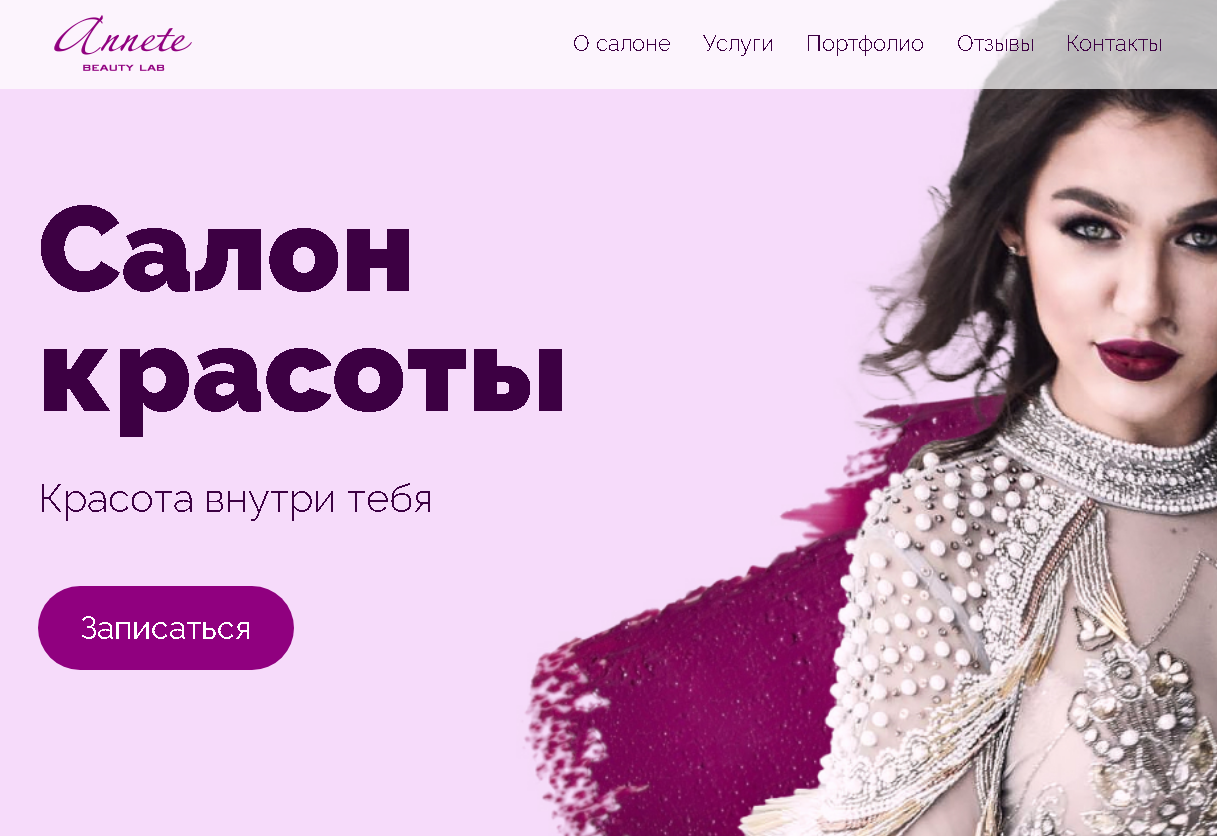 Annete
BEAUTY LAB
О салоне Услуги Портфолио Отзывы Контакты
Салон
красоты
Красота внутри тебя
Записаться